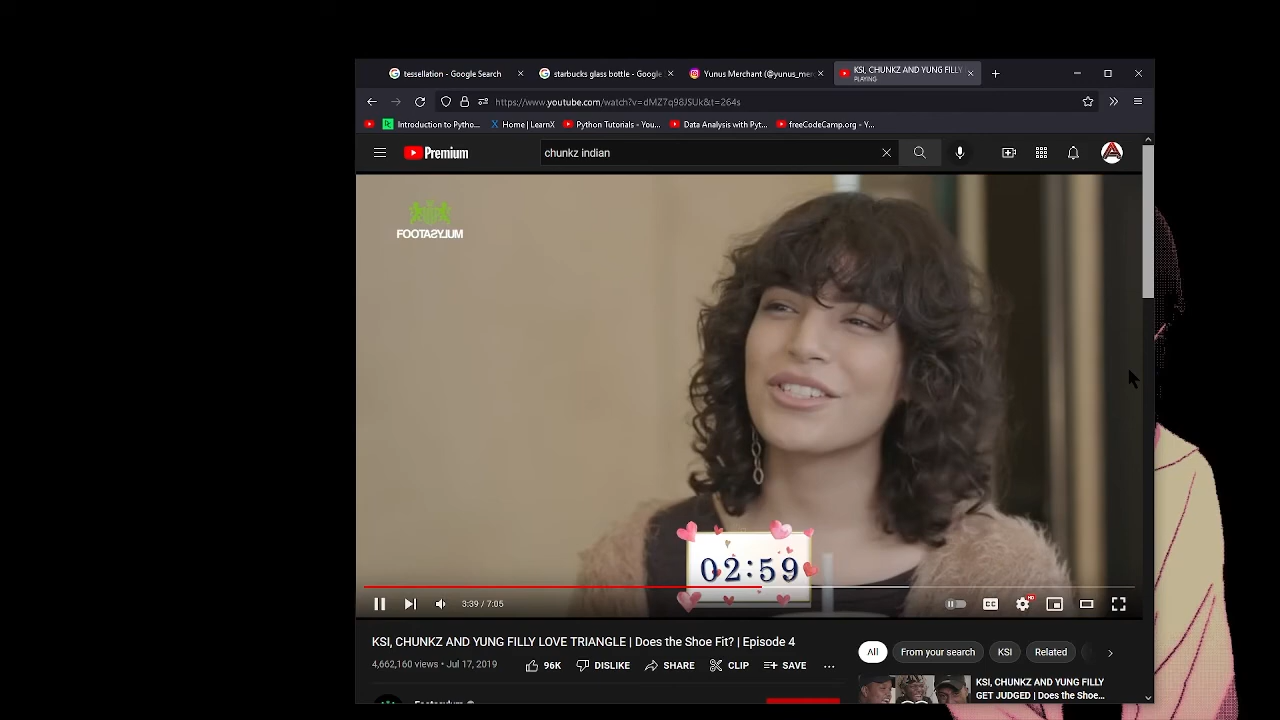 tessellation - Google Search
starbucks glass bottle - Google
Yunus Merchant (@yunus_mer
KSI, CHUNKZ AND YUNG FILLY
PLAYING
https://www.youtube.com/watch?v=dMZ7q98JSUk&t=264s
Introduction to Pytho...
Home | LearnX
Python Tutorials - You...
Data Analysis with Pyt...
freeCodeCamp.org - Y...
Premium
chunkz indian
FOOTASYLUM
02:59
3:39 / 7:05
CC
HD
KSI, CHUNKZ AND YUNG FILLY LOVE TRIANGLE | Does the Shoe Fit? | Episode 4
4,662,160 views • Jul 17, 2019
96K
DISLIKE
SHARE
CLIP
SAVE
All
From your search
KSI
Related
KSI, CHUNKZ AND YUNG FILLY
GET JUDGED | Does the Shoe...